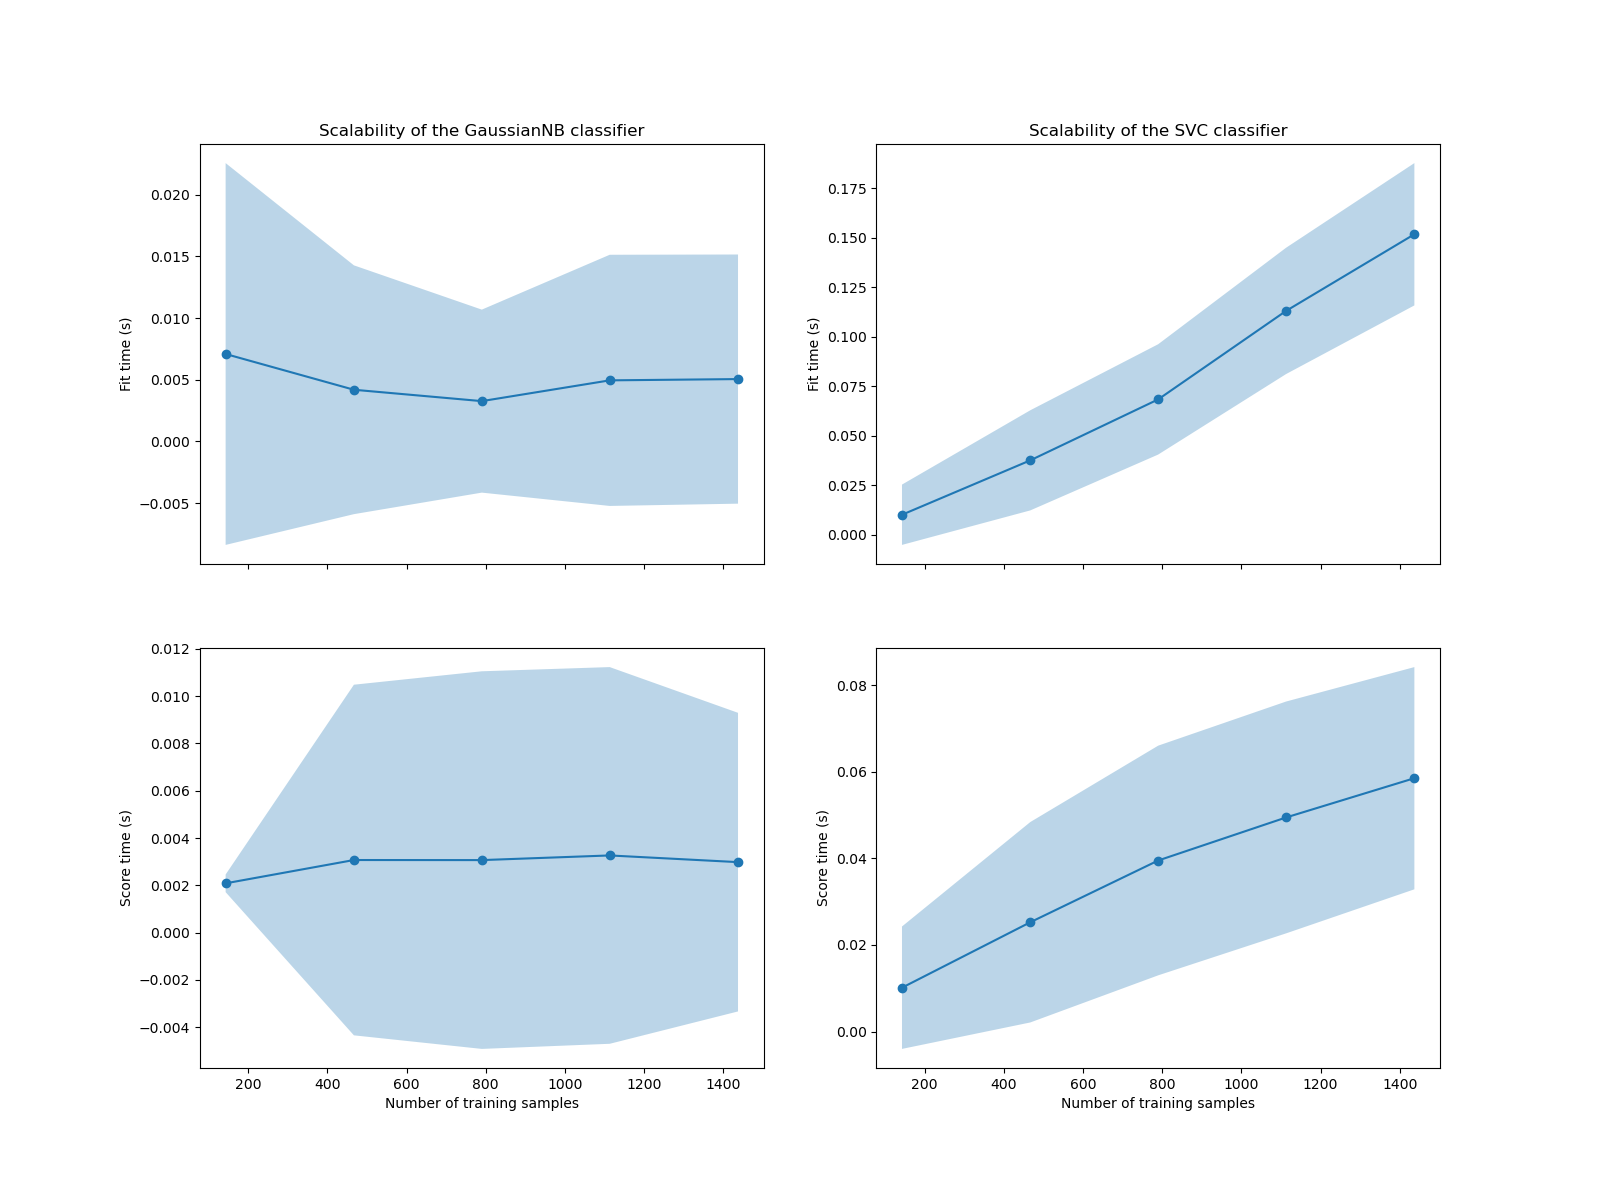 Scalability of the GaussianNB classifier
Fit time (s)
0.020
0.015
0.010
0.005
0.000
−0.005
Scalability of the SVC classifier
Fit time (s)
0.175
0.150
0.125
0.100
0.075
0.050
0.025
0.000
Score time (s)
0.012
0.010
0.008
0.006
0.004
0.002
0.000
−0.002
−0.004
200 400 600 800 1000 1200 1400
Number of training samples
Score time (s)
0.08
0.06
0.04
0.02
0.00
200 400 600 800 1000 1200 1400
Number of training samples